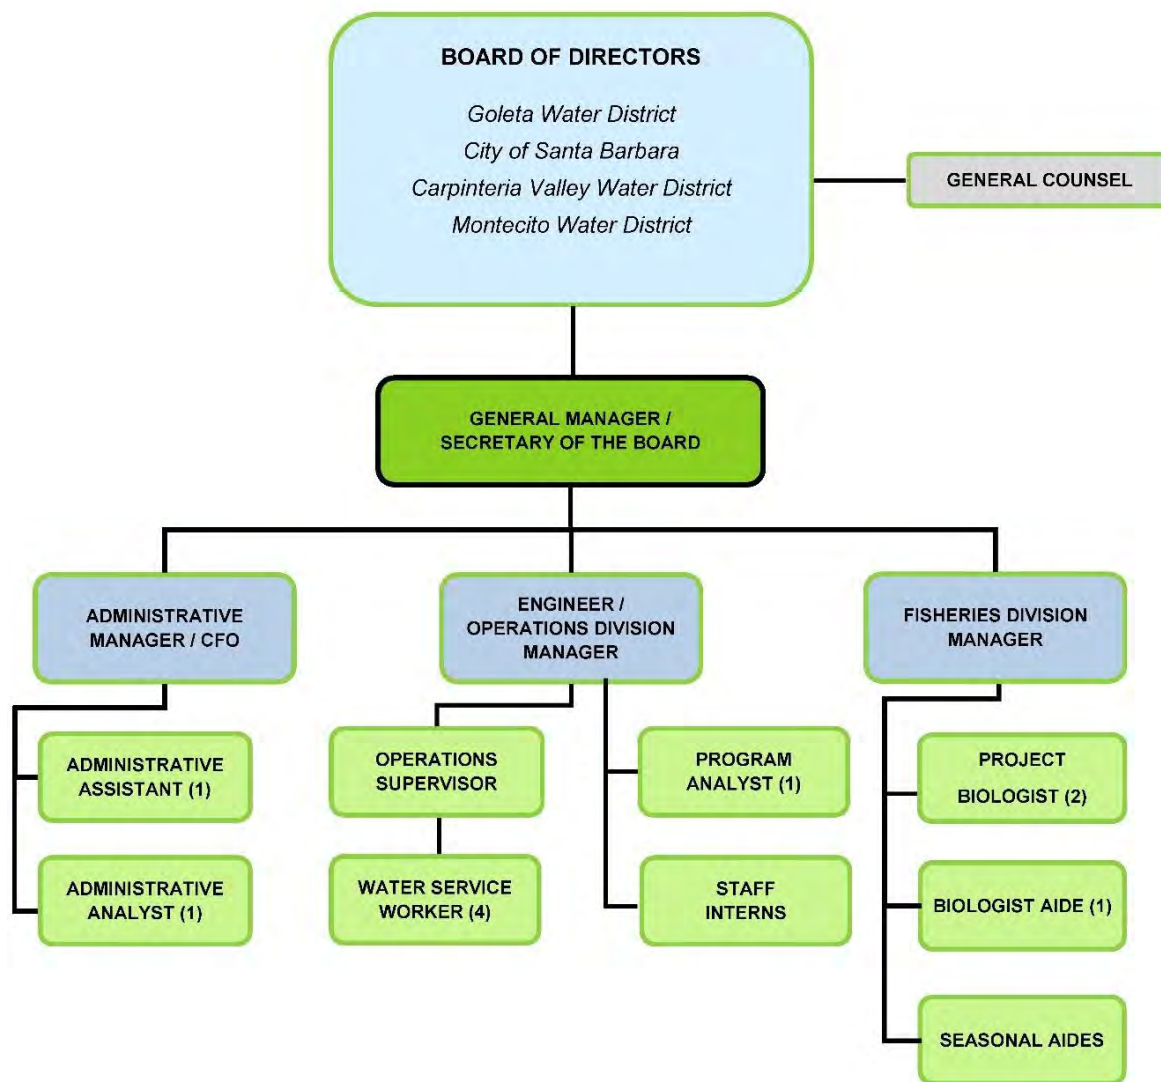 BOARD OF DIRECTORS
Goleta Water District
City of Santa Barbara
Carpinteria Valley Water District
Montecito Water District
GENERAL COUNSEL
GENERAL MANAGER /
SECRETARY OF THE BOARD
ADMINISTRATIVE
MANAGER / CFO
ENGINEER /
OPERATIONS DIVISION
MANAGER
FISHERIES DIVISION
MANAGER
ADMINISTRATIVE
ASSISTANT (1)
ADMINISTRATIVE
ANALYST (1)
OPERATIONS
SUPERVISOR
WATER SERVICE
WORKER (4)
PROGRAM
ANALYST (1)
STAFF
INTERNS
PROJECT
BIOLOGIST (2)
BIOLOGIST AIDE (1)
SEASONAL AIDES